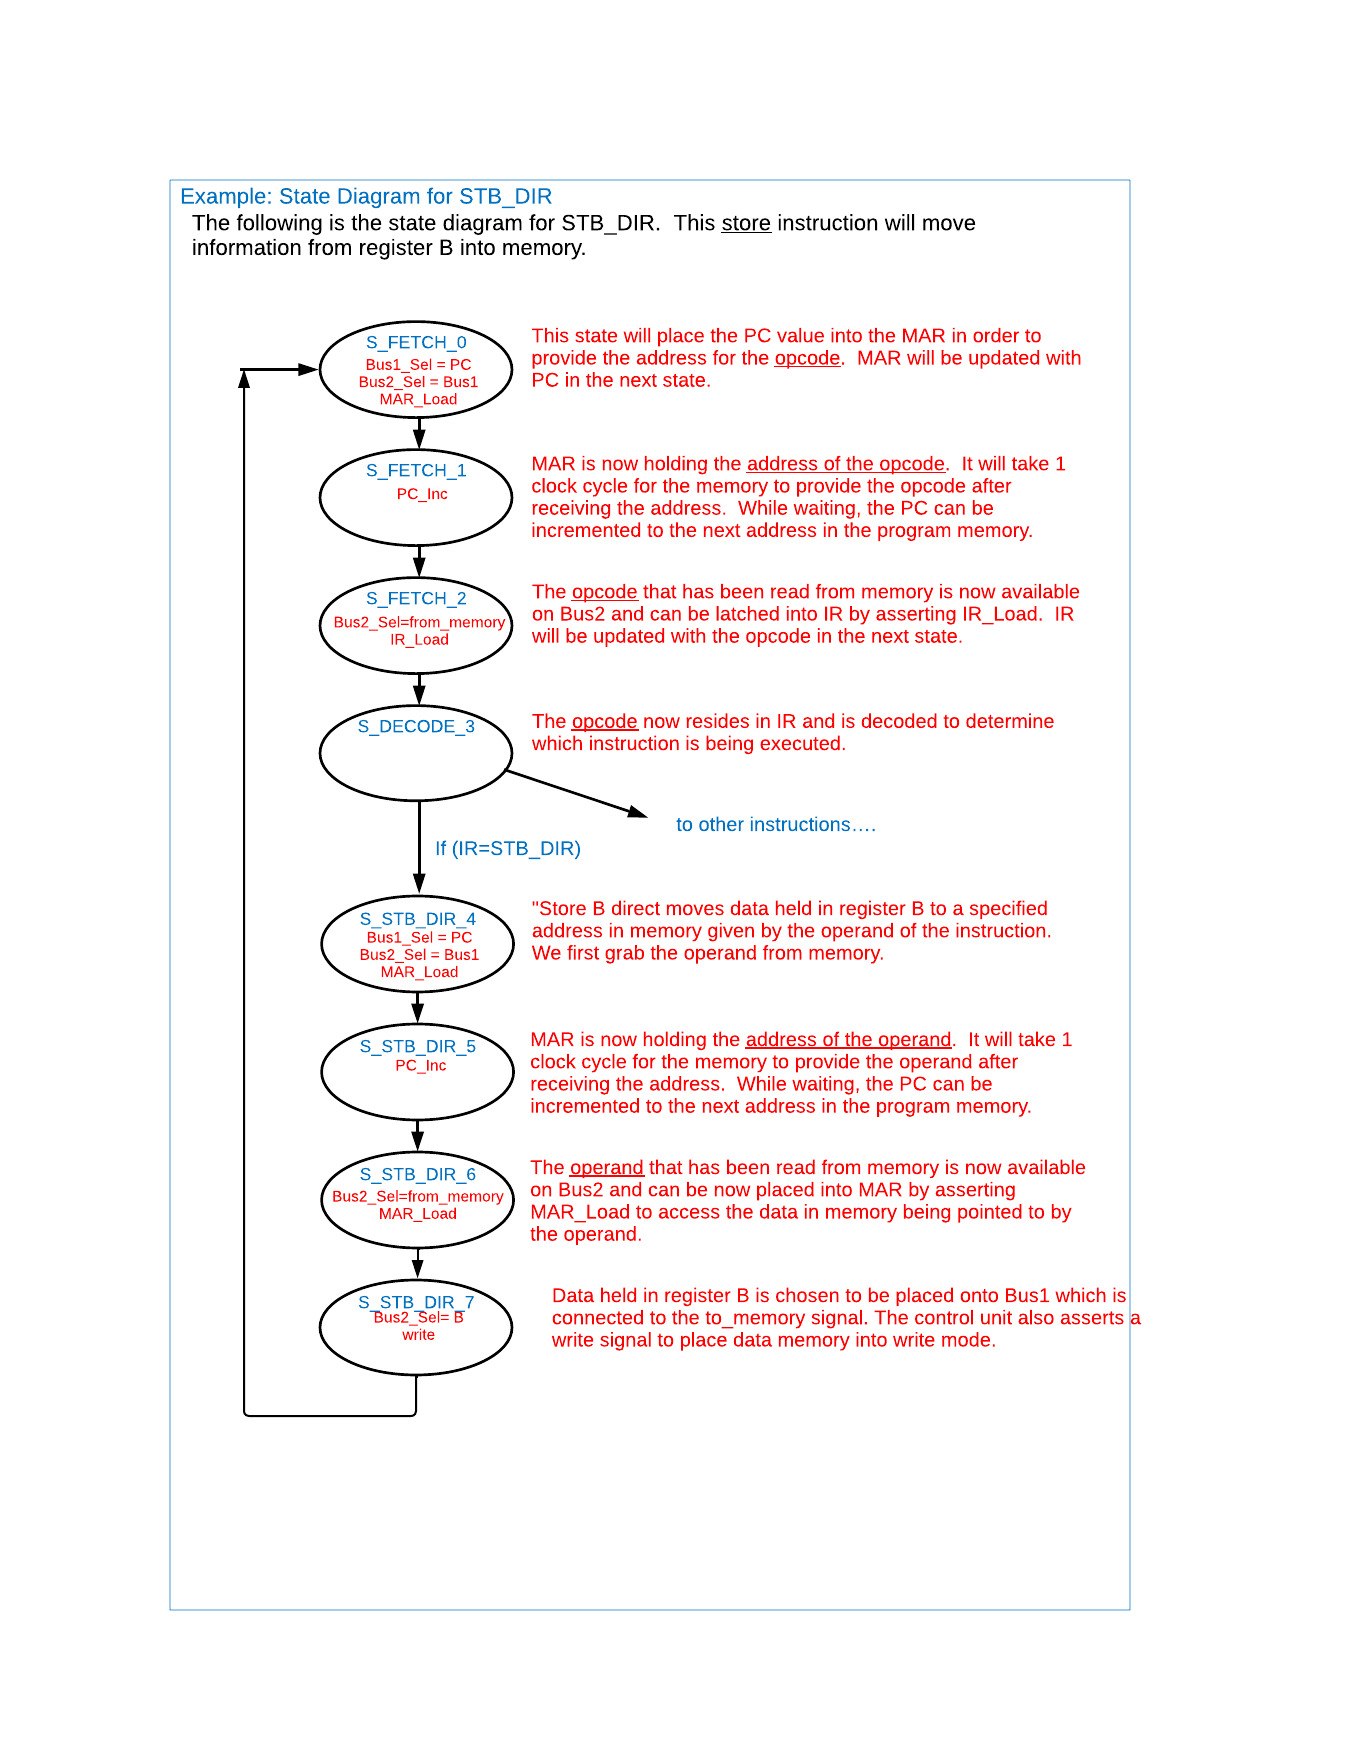 Example: State Diagram for STB_DIR
The following is the state diagram for STB_DIR. This store instruction will move
information from register B into memory.
S_FETCH_0
Bus1_Sel = PC
Bus2_Sel = Bus1
MAR_Load
This state will place the PC value into the MAR in order to
provide the address for the opcode. MAR will be updated with
PC in the next state.
S_FETCH_1
PC_Inc
MAR is now holding the address of the opcode. It will take 1
clock cycle for the memory to provide the opcode after
receiving the address. While waiting, the PC can be
incremented to the next address in the program memory.
S_FETCH_2
Bus2_Sel=from_memory
IR_Load
The opcode that has been read from memory is now available
on Bus2 and can be latched into IR by asserting IR_Load. IR
will be updated with the opcode in the next state.
S_DECODE_3
The opcode now resides in IR and is decoded to determine
which instruction is being executed.
to other instructions….
If (IR=STB_DIR)
S_STB_DIR_4
Bus1_Sel = PC
Bus2_Sel = Bus1
MAR_Load
"Store B direct moves data held in register B to a specified
address in memory given by the operand of the instruction.
We first grab the operand from memory.
S_STB_DIR_5
PC_Inc
MAR is now holding the address of the operand. It will take 1
clock cycle for the memory to provide the operand after
receiving the address. While waiting, the PC can be
incremented to the next address in the program memory.
S_STB_DIR_6
Bus2_Sel=from_memory
MAR_Load
The operand that has been read from memory is now available
on Bus2 and can be now placed into MAR by asserting
MAR_Load to access the data in memory being pointed to by
the operand.
S_STB_DIR_7
Bus2_Sel= B
write
Data held in register B is chosen to be placed onto Bus1 which is
connected to the to_memory signal. The control unit also asserts a
write signal to place data memory into write mode.